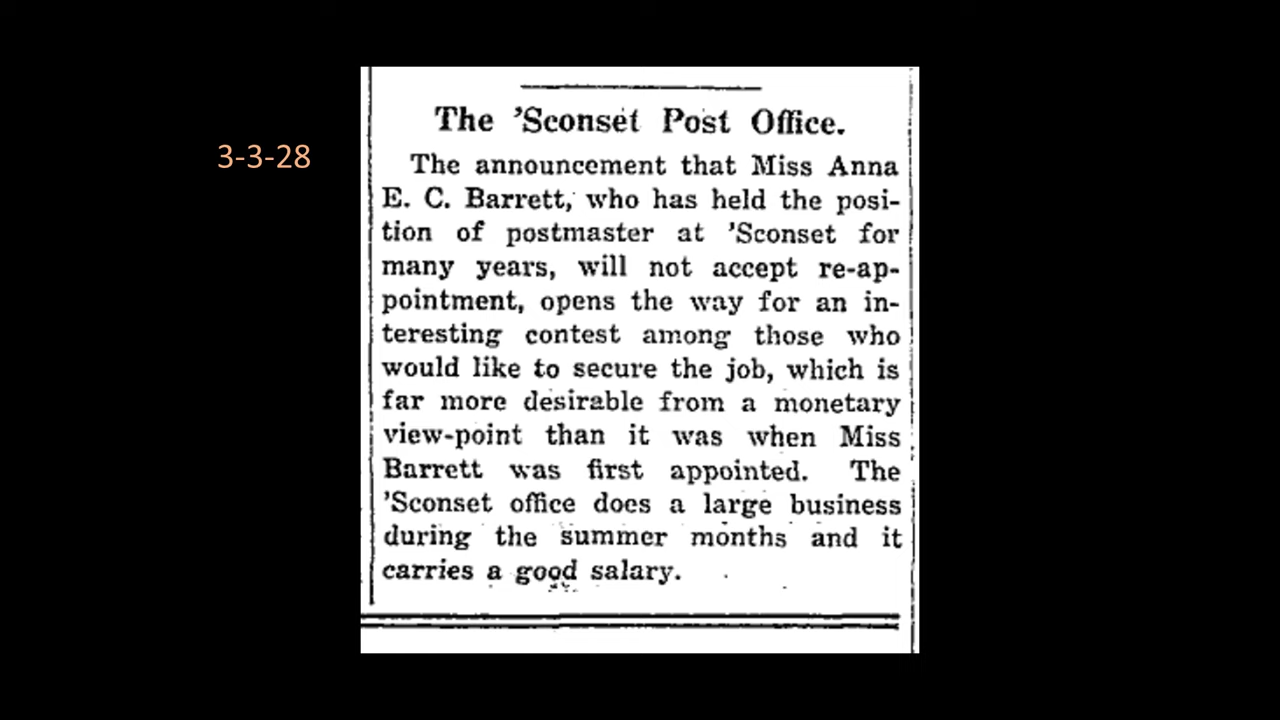 3-3-28
The 'Sconset Post Office.
The announcement that Miss Anna
E. C. Barrett, who has held the posi-
tion of postmaster at 'Sconset for
many years, will not accept re-ap-
pointment, opens the way for an in-
teresting contest among those who
would like to secure the job, which is
far more desirable from a monetary
view-point than it was when Miss
Barrett was first appointed. The
'Sconset office does a large business
during the summer months and it
carries a good salary.